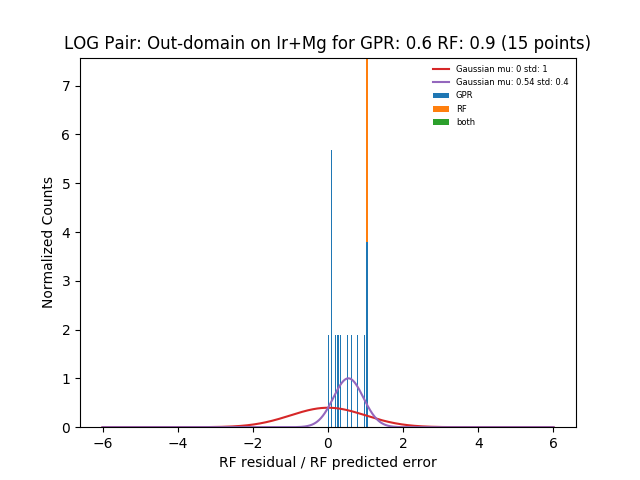 LOG Pair: Out-domain on Ir+Mg for GPR: 0.6 RF: 0.9 (15 points)
Gaussian mu: 0 std: 1
Gaussian mu: 0.54 std: 0.4
GPR
RF
both
Normalized Counts
7
6
5
4
3
2
1
0
−6 −4 −2 0 2 4 6
RF residual / RF predicted error